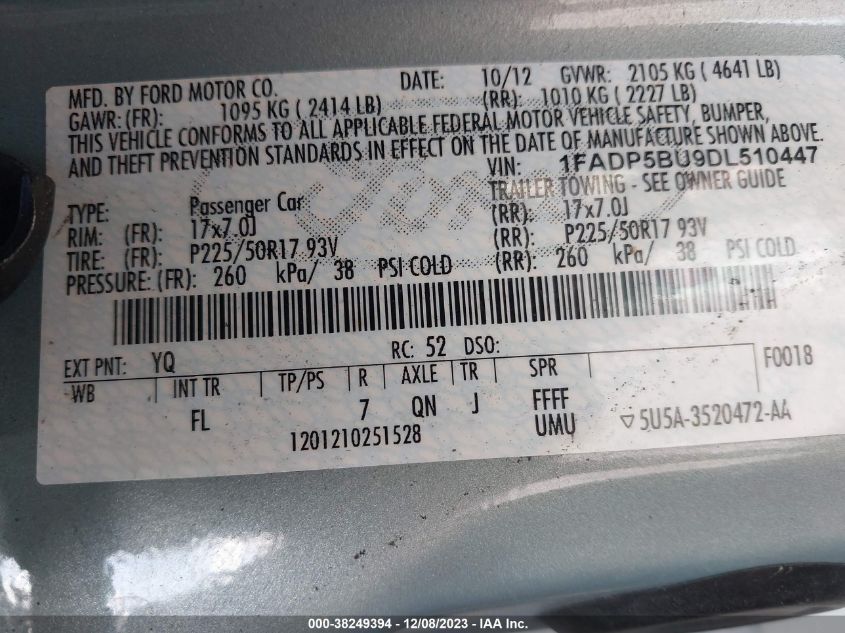 MFD. BY FORD MOTOR CO. DATE: 10/12 GVWR: 2105 KG ( 4641 LB)
GAWR: (FR): 1095 KG ( 2414 LB) (RR): 1010 KG ( 2227 LB)
THIS VEHICLE CONFORMS TO ALL APPLICABLE FEDERAL MOTOR VEHICLE SAFETY, BUMPER,
AND THEFT PREVENTION STANDARDS IN EFFECT ON THE DATE OF MANUFACTURE SHOWN ABOVE.
VIN: 1FADP5BU9DL510447
TYPE: Passenger Car TRAILER TOWING - SEE OWNER GUIDE
RIM: (FR): 17x7.0J (RR): 17x7.0J
TIRE: (FR): P225/50R17 93V (RR): P225/50R17 93V
PRESSURE: (FR): 260 kPa/ 38 PSI COLD (RR): 260 kPa/ 38 PSI COLD
EXT PNT: YQ RC: 52 DSO: F0018
WB INT TR TP/PS R AXLE TR SPR
FL 7 QN J FFFF
1201210251528 UMU 5U5A-3520472-AA
000-38249394 - 12/08/2023 - IAAI.COM